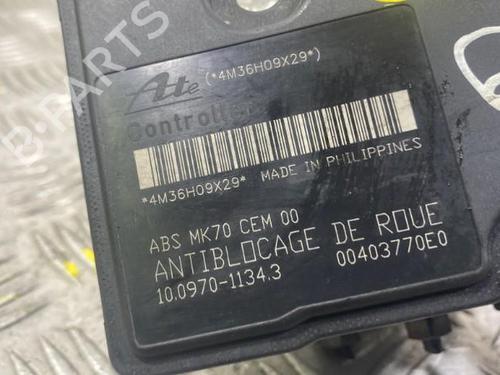 B-PARTS
Ate (*4M36H09X29*)
Controller
*4M36H09X29* MADE IN PHILIPPINES
ABS MK70 CEM 00
ANTIBLOCAGE DE ROUE
10.0970-1134.3 00403770E0